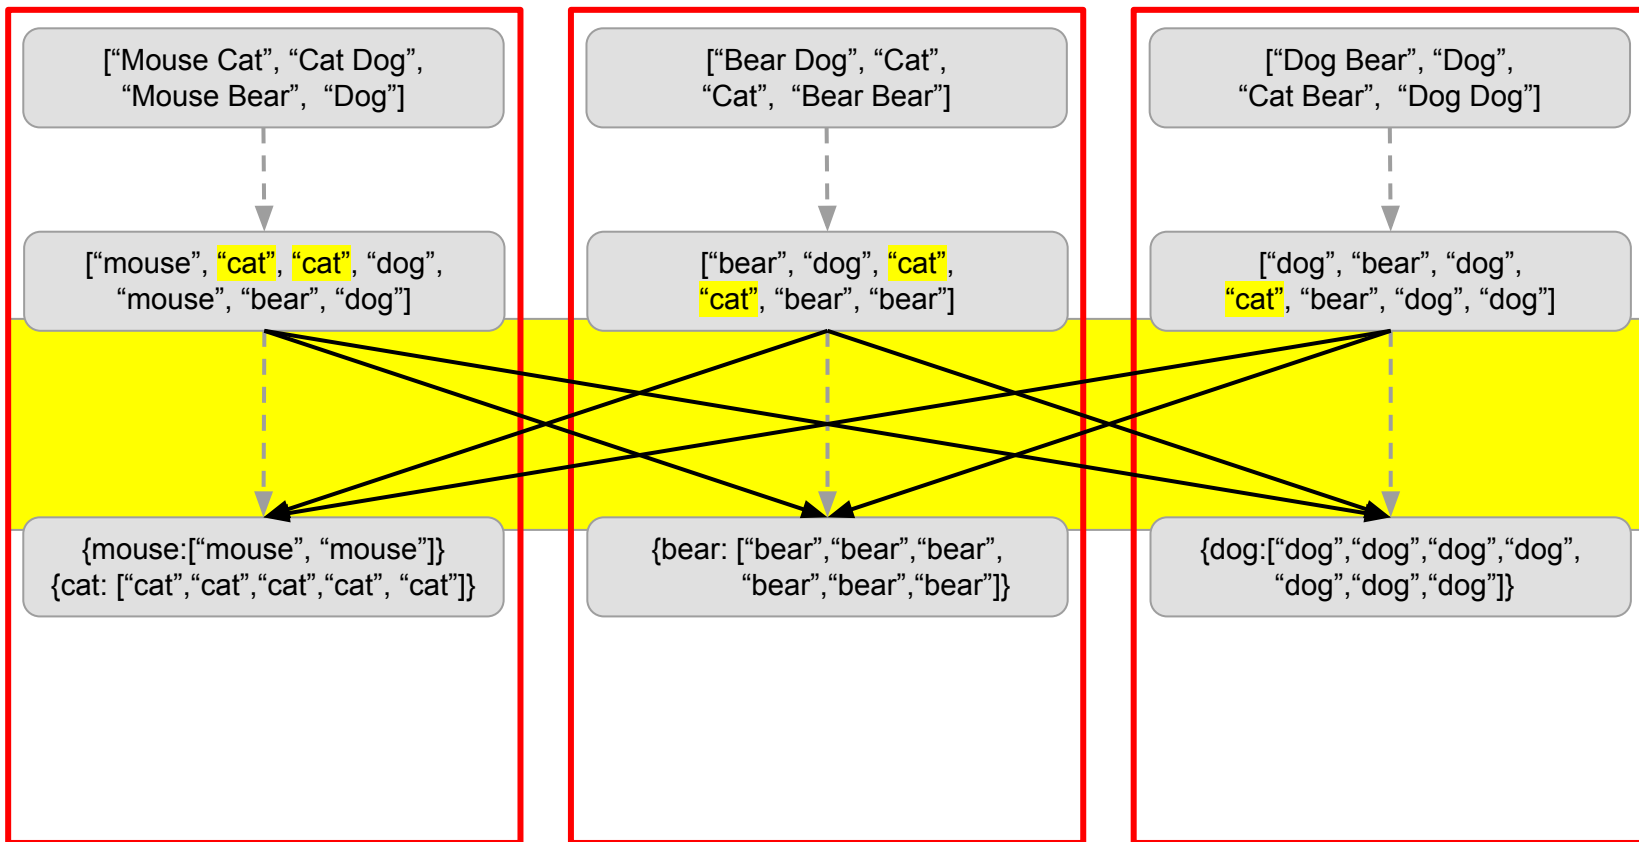 [“Mouse Cat”, “Cat Dog”,
“Mouse Bear”, “Dog”]
[“Bear Dog”, “Cat”,
“Cat”, “Bear Bear”]
[“Dog Bear”, “Dog”,
“Cat Bear”, “Dog Dog”]
[“mouse”, “cat”, “cat”, “dog”,
“mouse”, “bear”, “dog”]
[“bear”, “dog”, “cat”,
“cat”, “bear”, “bear”]
[“dog”, “bear”, “dog”,
“cat”, “bear”, “dog”, “dog”]
{mouse:[“mouse”, “mouse”]}
{cat: [“cat”,“cat”,“cat”,“cat”, “cat”]}
{bear: [“bear”,“bear”,“bear”,
“bear”,“bear”,“bear”]}
{dog:[“dog”,“dog”,“dog”,“dog”,
“dog”,“dog”,“dog”]}